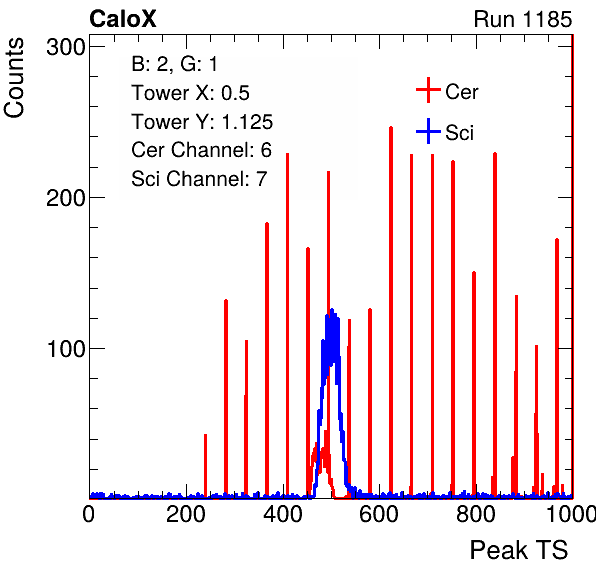 CaloX Run 1185
Counts
300
200
100
B: 2, G: 1
Tower X: 0.5
Tower Y: 1.125
Cer Channel: 6
Sci Channel: 7
Cer
Sci
0 200 400 600 800 1000
Peak TS